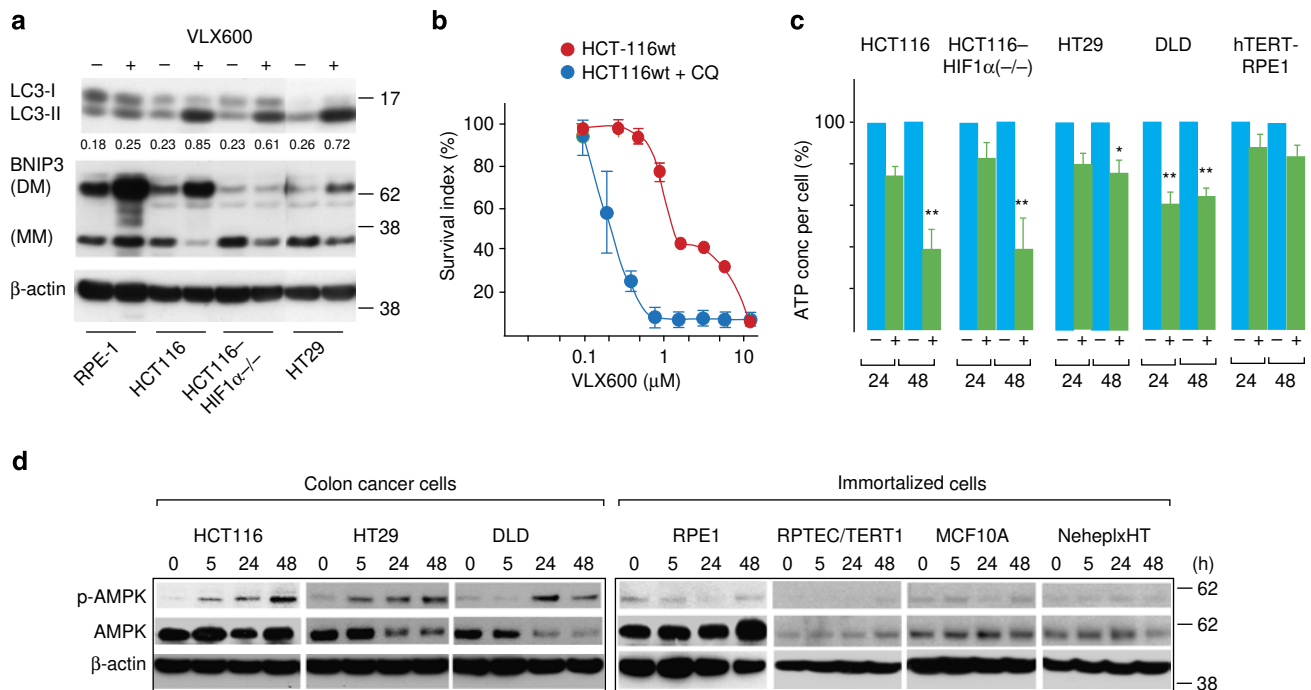 a
VLX600
– + – + – + – +
LC3-I
LC3-II
17
0.18 0.25 0.23 0.85 0.23 0.61 0.26 0.72
BNIP3
(DM)
62
38
(MM)
β-actin
38
RPE-1
HCT116
HCT116–
HIF1α–/–
HT29
b
HCT-116wt
HCT116wt + CQ
Survival index (%)
100
80
60
40
20
0.1 1 10
VLX600 (μM)
c
HCT116
HCT116–
HIF1α(–/–)
HT29
DLD
hTERT-
RPE1
ATP conc per cell (%)
100
** ** * ** **
– + – + – + – + – + – + – + – + – + – +
24 48 24 48 24 48 24 48 24 48
d
Colon cancer cells
Immortalized cells
HCT116 HT29 DLD RPE1 RPTEC/TERT1 MCF10A NeheplxHT
0 5 24 48 0 5 24 48 0 5 24 48 0 5 24 48 0 5 24 48 0 5 24 48 0 5 24 48 (h)
p-AMPK
62
AMPK
62
β-actin
38